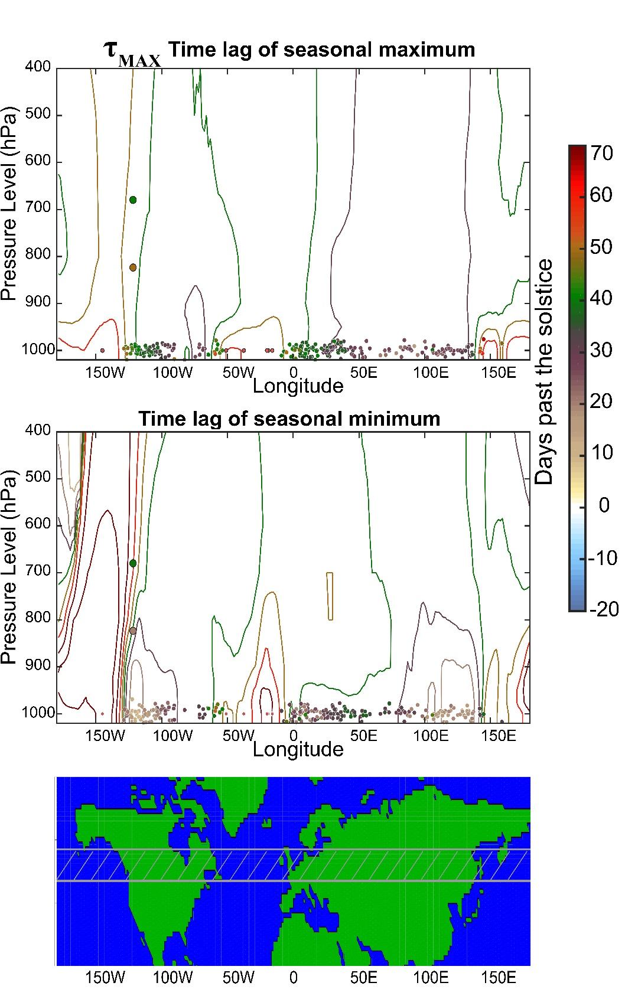 τMAX Time lag of seasonal maximum
400
500
600
700
800
900
1000
Pressure Level (hPa)
150W 100W 50W 0 50E 100E 150E
Longitude
Time lag of seasonal minimum
400
500
600
700
800
900
1000
Pressure Level (hPa)
150W 100W 50W 0 50E 100E 150E
Longitude
150W 100W 50W 0 50E 100E 150E
Days past the solstice
70
60
50
40
30
20
10
0
-10
-20